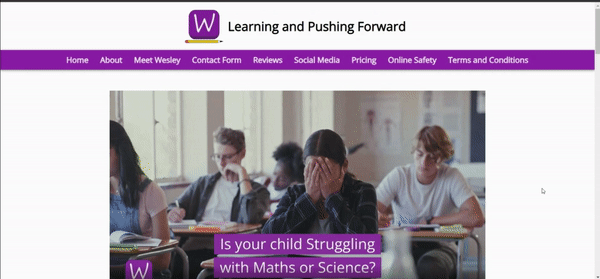 W
Learning and Pushing Forward
Home About Meet Wesley Contact Form Reviews Social Media Pricing Online Safety Terms and Conditions
Is your child Struggling
with Maths or Science?
W